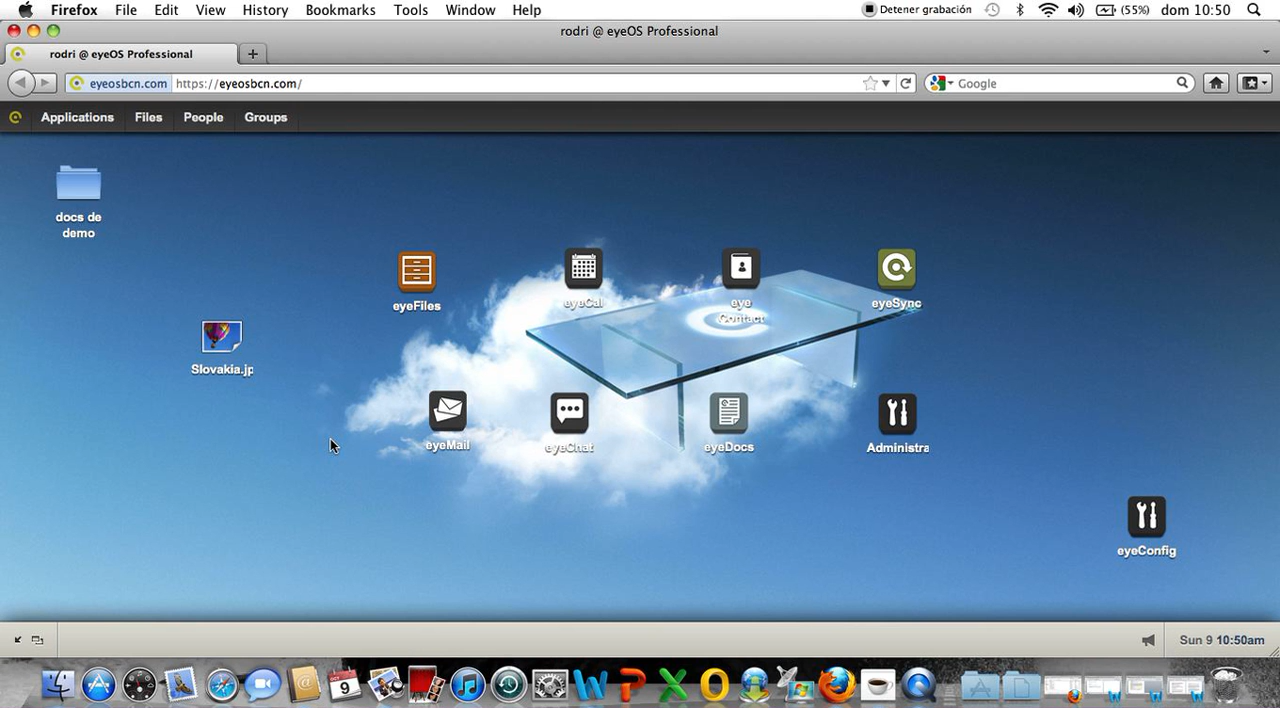 Firefox File Edit View History Bookmarks Tools Window Help Detener grabación (55%) dom 10:50
rodri @ eyeOS Professional
rodri @ eyeOS Professional
eyeosbcn.com https://eyeosbcn.com/ Google
Applications Files People Groups
docs de
demo
eyeFiles
eyeCal
eye
Contact
eyeSync
Slovakia.jp
eyeMail
eyeChat
eyeDocs
Administra
eyeConfig
Sun 9 10:50am
9